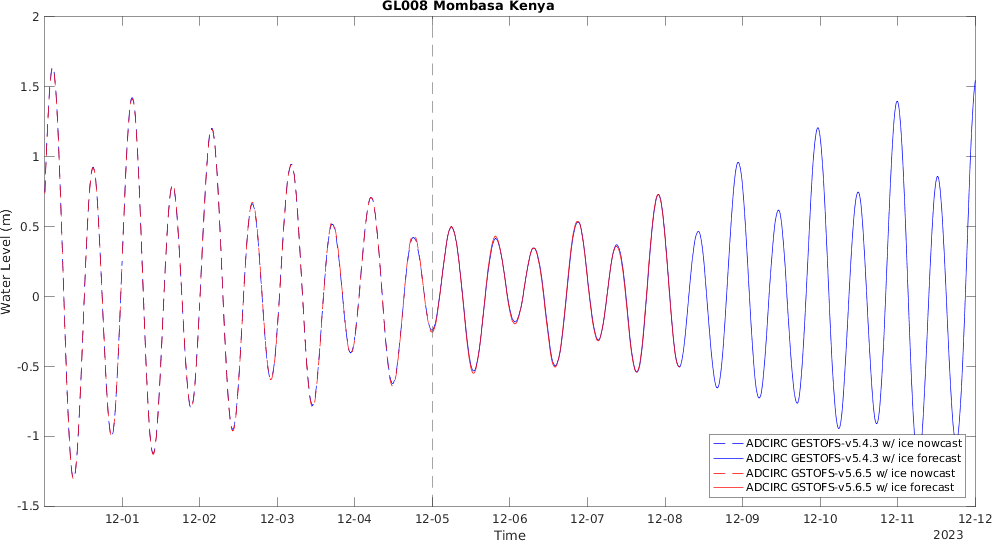 GL008 Mombasa Kenya
Water Level (m)
2
1.5
1
0.5
0
-0.5
-1
-1.5
12-01 12-02 12-03 12-04 12-05 12-06 12-07 12-08 12-09 12-10 12-11 12-12
Time
2023
ADCIRC GESTOFS-v5.4.3 w/ ice nowcast
ADCIRC GESTOFS-v5.4.3 w/ ice forecast
ADCIRC GSTOFS-v5.6.5 w/ ice nowcast
ADCIRC GSTOFS-v5.6.5 w/ ice forecast